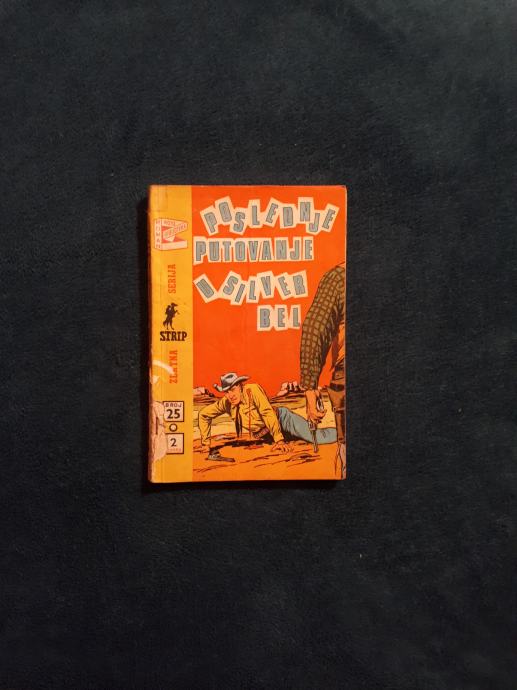 POSLEDNJE
PUTOVANJE
U SILVER
BEL
ZLATNA
STRIP
SERIJA
BROJ
25
2